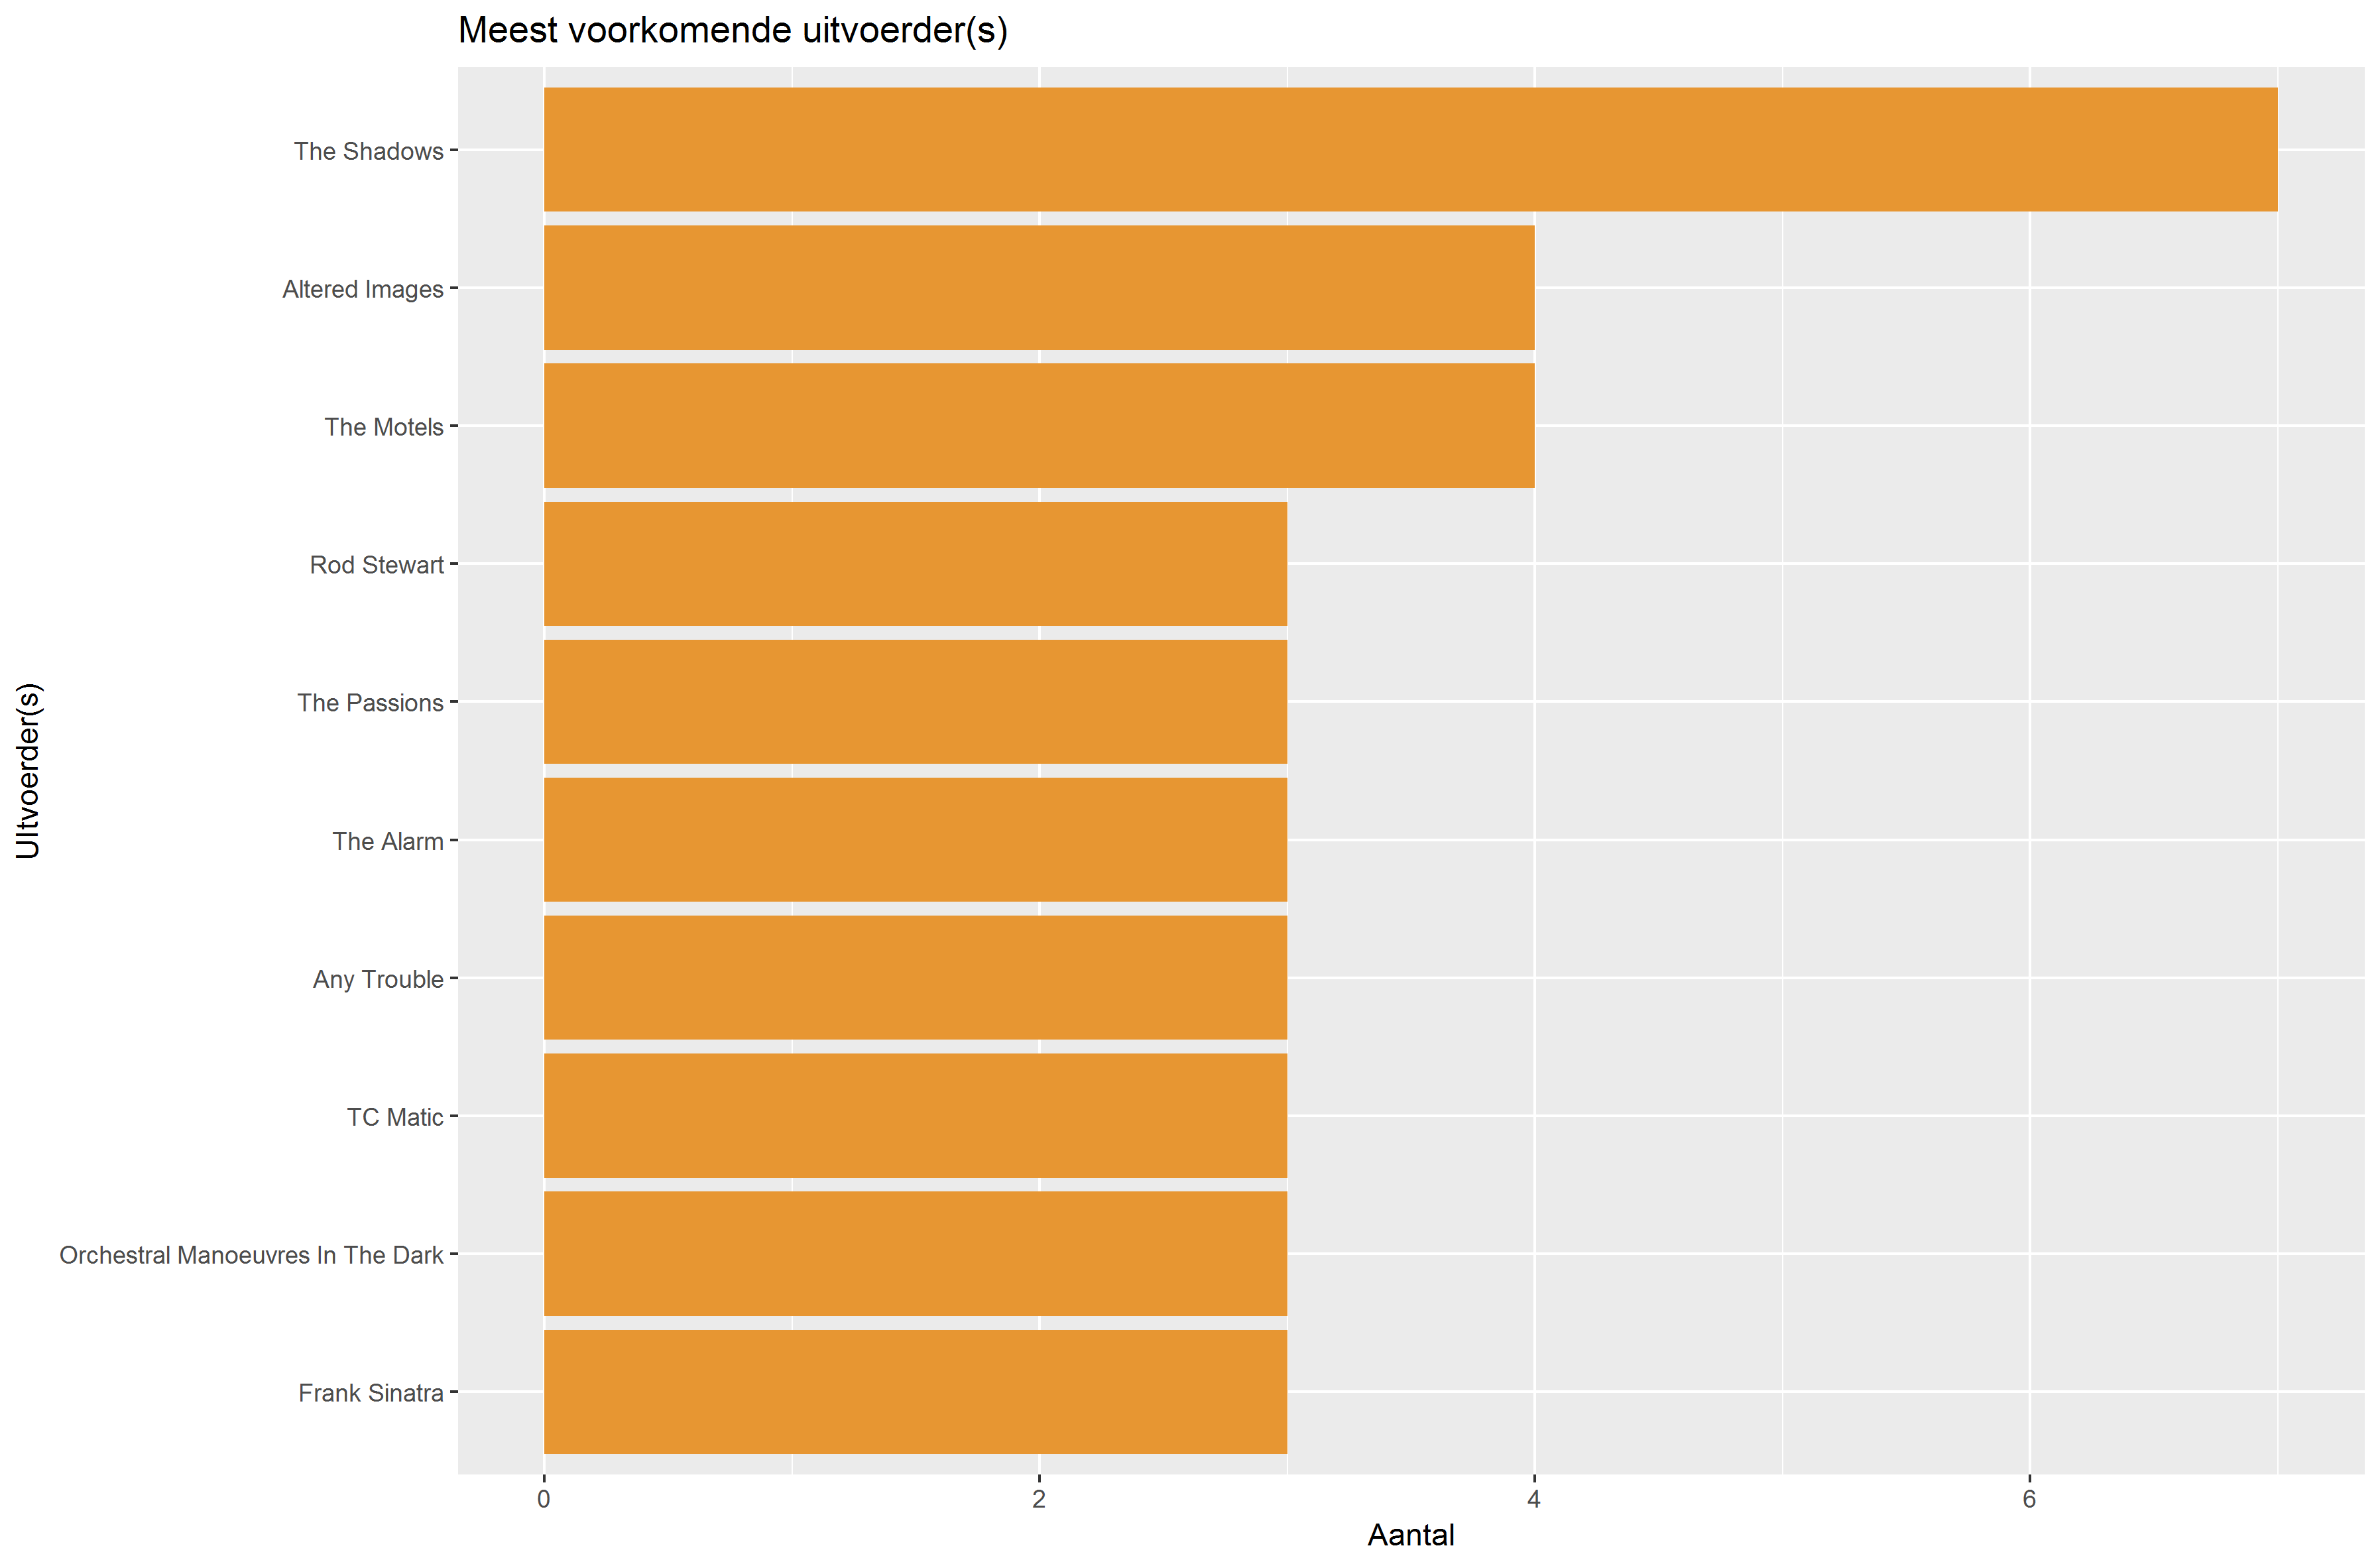 Meest voorkomende uitvoerder(s)
UItvoerder(s)
The Shadows
Altered Images
The Motels
Rod Stewart
The Passions
The Alarm
Any Trouble
TC Matic
Orchestral Manoeuvres In The Dark
Frank Sinatra
0 2 4 6
Aantal